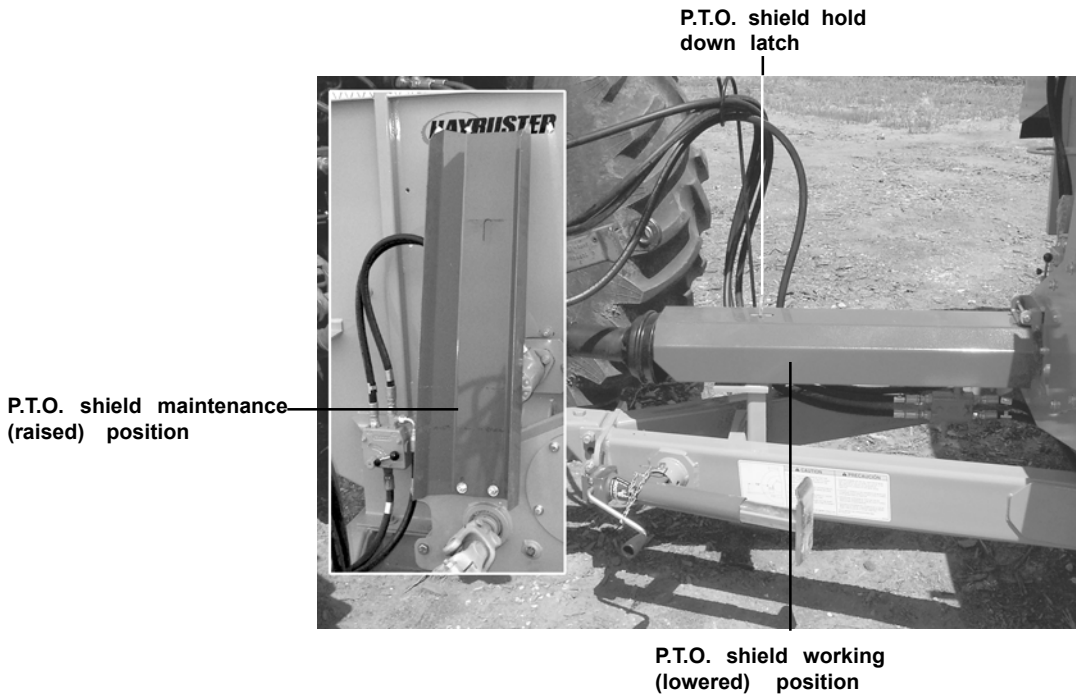 P.T.O. shield hold
down latch
HAYBUSTER
P.T.O. shield maintenance
(raised) position
CAUTION
PRECAUCION
P.T.O. shield working
(lowered) position